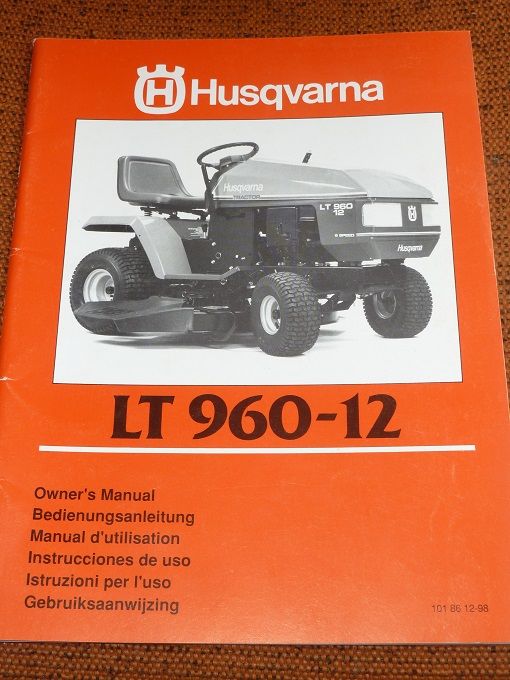 H Husqvarna
Husqvarna
TRACTOR
LT 960
12
6 SPEED
Husqvarna
LT 960-12
Owner's Manual
Bedienungsanleitung
Manual d'utilisation
Instrucciones de uso
Istruzioni per l'uso
Gebruiksaanwijzing
101 86 12-98